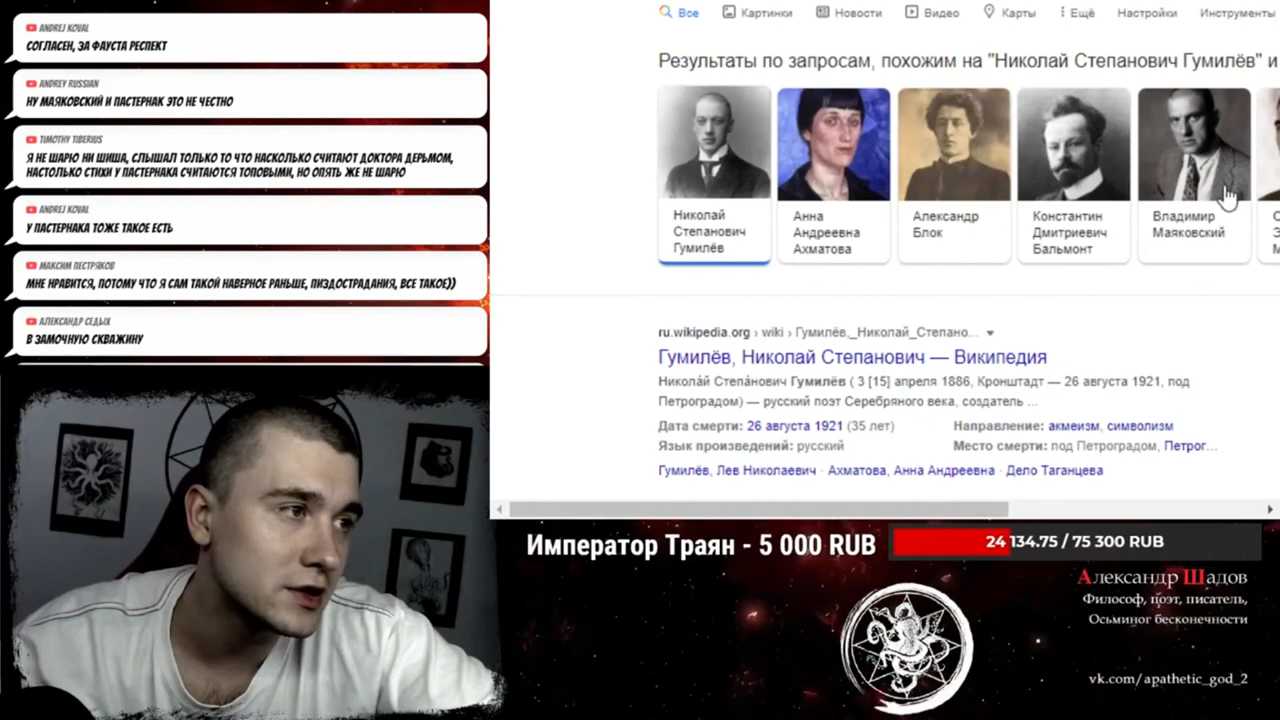 ANDREJ KOVAL
СОГЛАСЕН, ЗА ФАУСТА РЕСПЕКТ
ANDREY RUSSIAN
НУ МАЯКОВСКИЙ И ПАСТЕРНАК ЭТО НЕ ЧЕСТНО
TIMOTHY TIBERIUS
Я НЕ ШАРЮ НИ ШИША, СЛЫШАЛ ТОЛЬКО ТО ЧТО НАСКОЛЬКО СЧИТАЮТ ДОКТОРА ДЕРЬМОМ,
НАСТОЛЬКО СТИХИ У ПАСТЕРНАКА СЧИТАЮТСЯ ТОПОВЫМИ, НО ОПЯТЬ ЖЕ НЕ ШАРЮ
ANDREJ KOVAL
У ПАСТЕРНАКА ТОЖЕ ТАКОЕ ЕСТЬ
МАКСИМ ПЕСТРЯКОВ
МНЕ НРАВИТСЯ, ПОТОМУ ЧТО Я САМ ТАКОЙ НАВЕРНОЕ РАНЬШЕ, ПИЗДОСТРАДАНИЯ, ВСЕ ТАКОЕ))
АЛЕКСАНДР СЕДЫХ
В ЗАМОЧНУЮ СКВАЖИНУ
Все Картинки Новости Видео Карты Ещё Настройки Инструменты
Результаты по запросам, похожим на "Николай Степанович Гумилёв" и
Николай
Степанович
Гумилёв
Анна
Андреевна
Ахматова
Александр
Блок
Константин
Дмитриевич
Бальмонт
Владимир
Маяковский
ru.wikipedia.org › wiki › Гумилёв,_Николай_Степано...
Гумилёв, Николай Степанович — Википедия
Никола́й Степа́нович Гумилёв ( 3 [15] апреля 1886, Кронштадт — 26 августа 1921, под
Петроградом) — русский поэт Серебряного века, создатель ...
Дата смерти: 26 августа 1921 (35 лет)
Направление: акмеизм, символизм
Язык произведений: русский
Место смерти: под Петроградом, Петрог...
Гумилёв, Лев Николаевич · Ахматова, Анна Андреевна · Дело Таганцева
Император Траян - 5 000 RUB
24 134.75 / 75 300 RUB
Александр Шадов
Философ, поэт, писатель,
Осьминог бесконечности
vk.com/apathetic_god_2